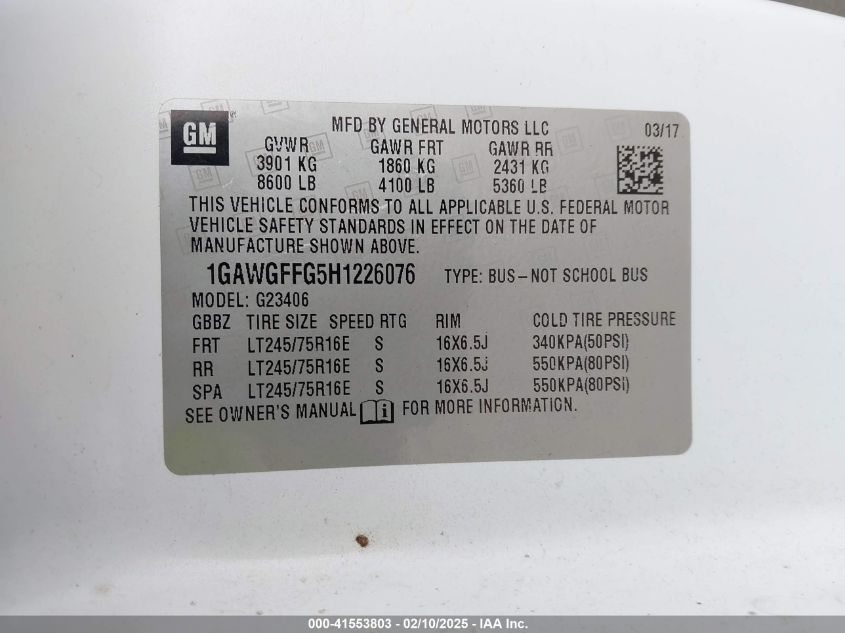 GM
MFD BY GENERAL MOTORS LLC 03/17
GVWR GAWR FRT GAWR RR
3901 KG 1860 KG 2431 KG
8600 LB 4100 LB 5360 LB
THIS VEHICLE CONFORMS TO ALL APPLICABLE U.S. FEDERAL MOTOR
VEHICLE SAFETY STANDARDS IN EFFECT ON THE DATE OF
MANUFACTURE SHOWN ABOVE.
1GAWGFFG5H1226076 TYPE: BUS-NOT SCHOOL BUS
MODEL: G23406
GBBZ TIRE SIZE SPEED RTG RIM COLD TIRE PRESSURE
FRT LT245/75R16E S 16X6.5J 340KPA(50PSI)
RR LT245/75R16E S 16X6.5J 550KPA(80PSI)
SPA LT245/75R16E S 16X6.5J 550KPA(80PSI)
SEE OWNER'S MANUAL i FOR MORE INFORMATION.
000-41553803 - 02/10/2025 - IAAI.com